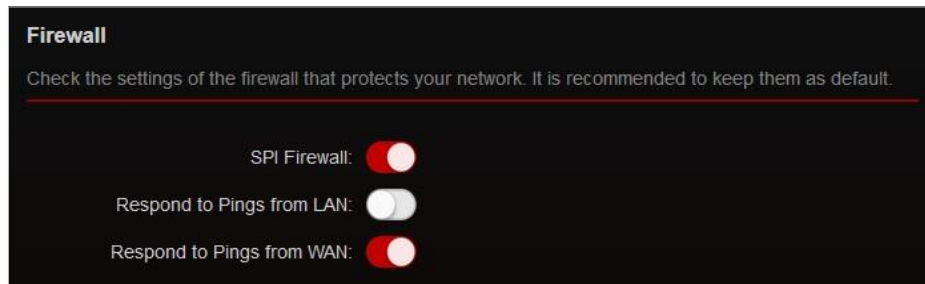 Firewall
Check the settings of the firewall that protects your network. It is recommended to keep them as default.
SPI Firewall:
Respond to Pings from LAN:
Respond to Pings from WAN: